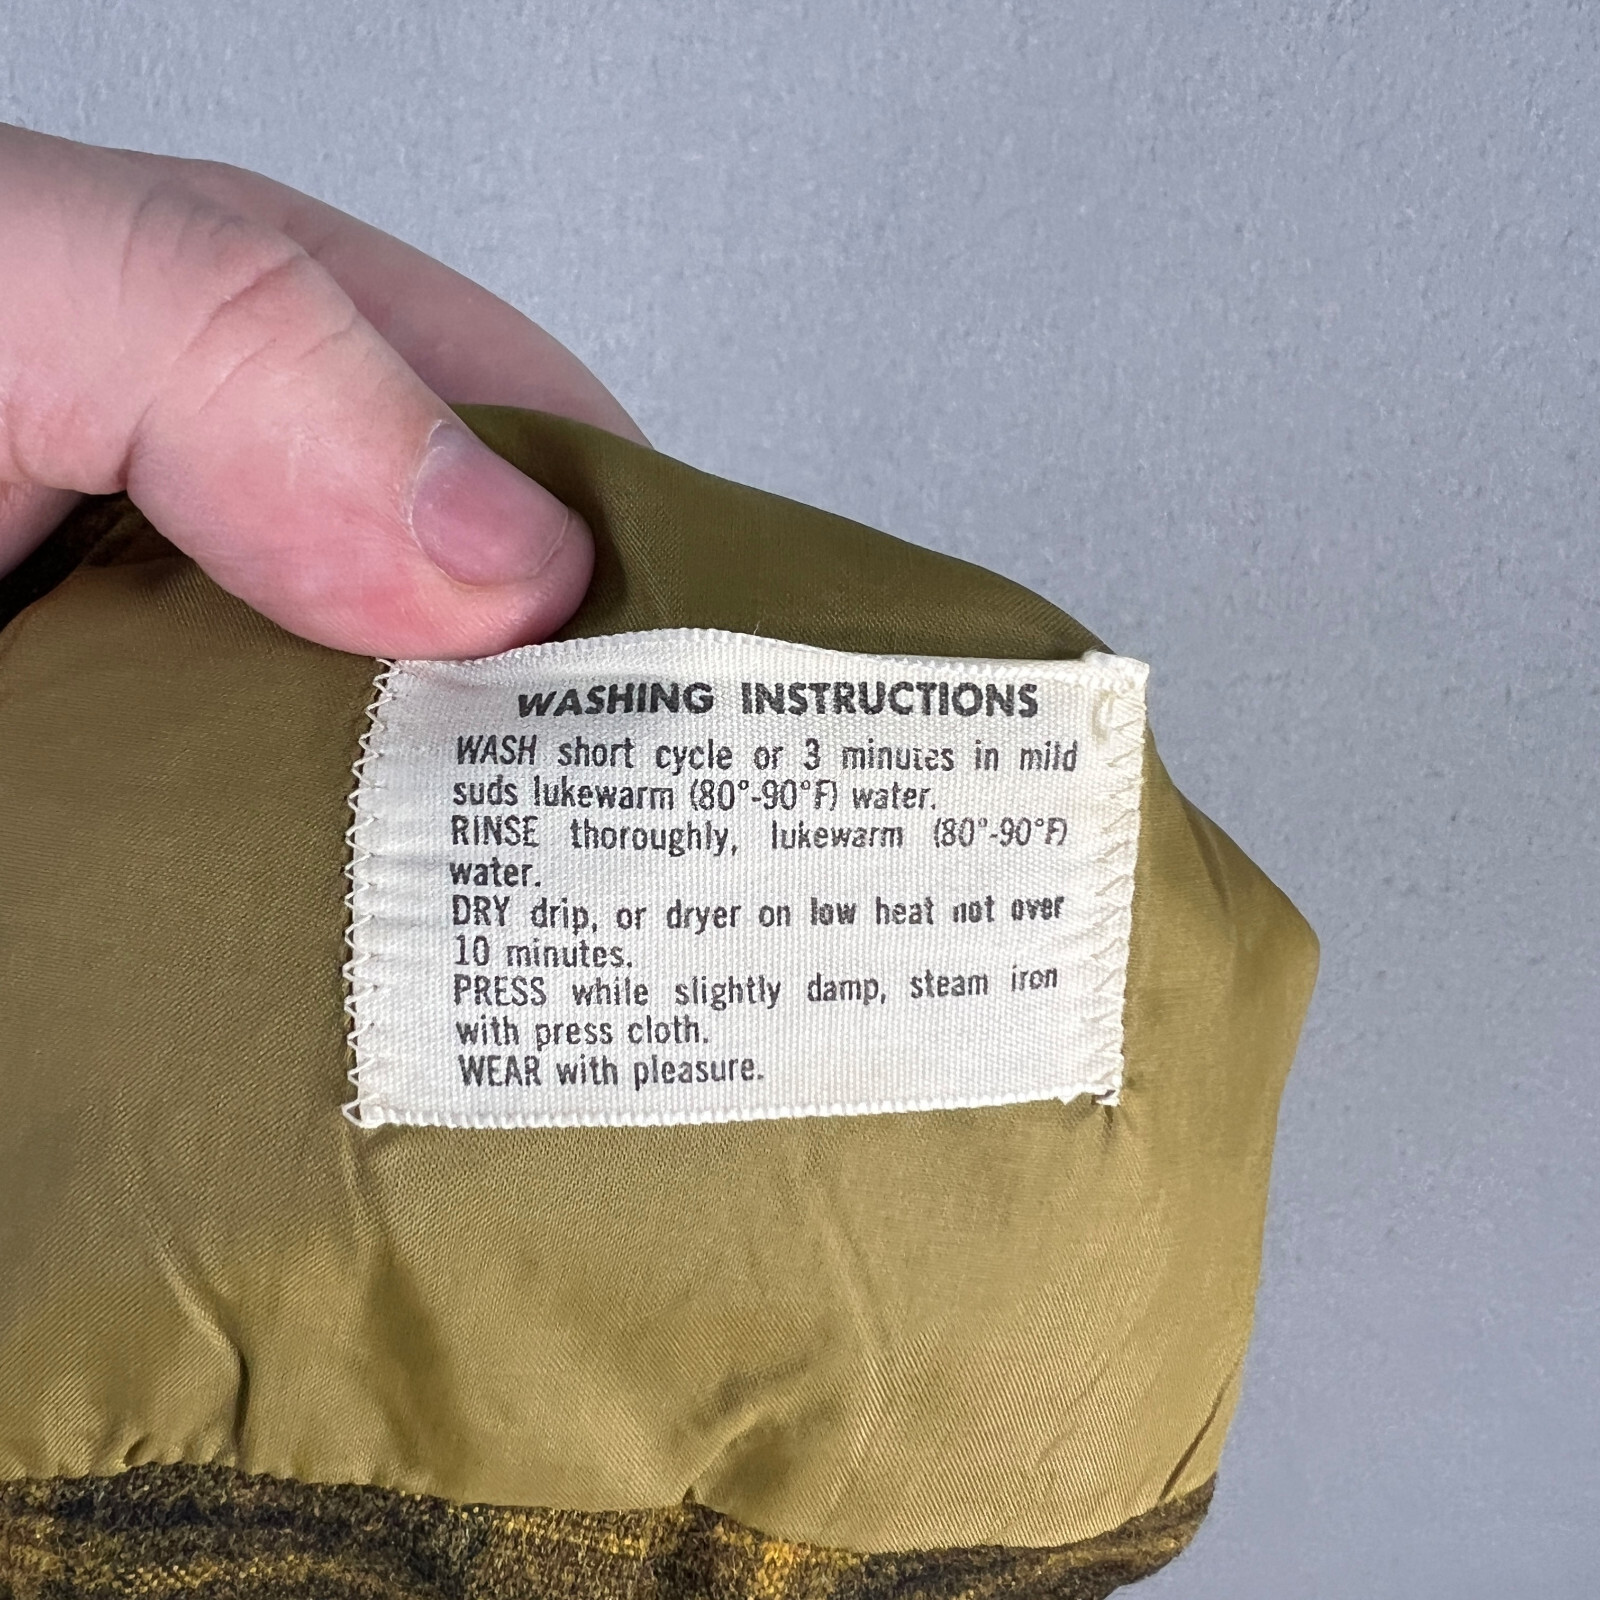 WASHING INSTRUCTIONS
WASH short cycle or 3 minutes in mild
suds lukewarm (80°-90°F) water.
RINSE thoroughly, lukewarm (80°-90°F)
water.
DRY drip, or dryer on low heat not over
10 minutes.
PRESS while slightly damp, steam iron
with press cloth.
WEAR with pleasure.